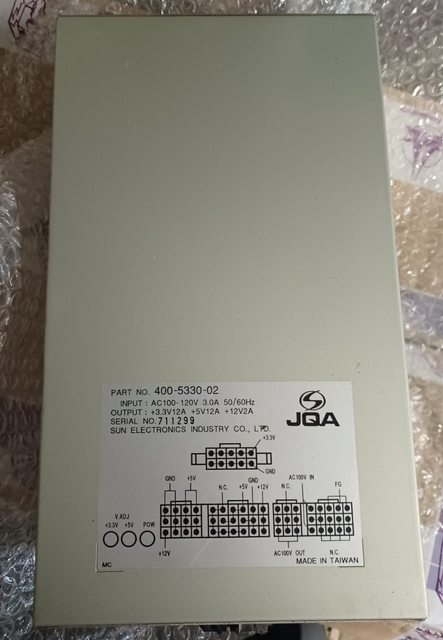 PART NO. 400-5330-02
INPUT : AC100-120V 3.0A 50/60Hz
OUTPUT : +3.3V12A +5V12A +12V2A
SERIAL NO. 711299
SUN ELECTRONICS INDUSTRY CO., LTD.
JQA
+3.3V
GND
GND +5V
N.C. +5V GND +12V
AC100V IN
N.C. FG
V.ADJ
+3.3V +5V POW
+12V
AC100V OUT N.C.
MC MADE IN TAIWAN